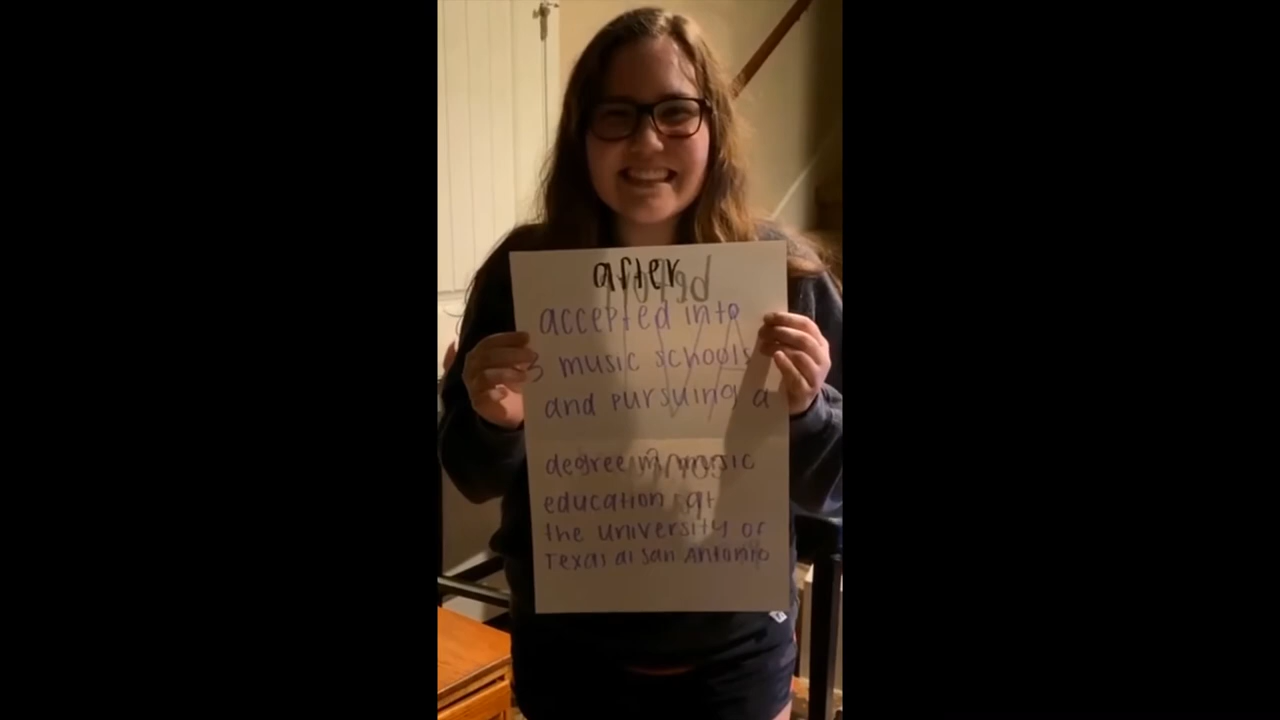 after
accepted into
3 music schools
and pursuing a
degree in music
education at
the university of
Texas at San Antonio